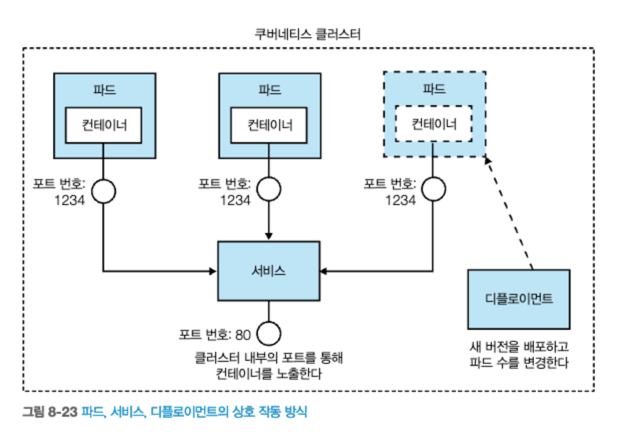 쿠버네티스 클러스터
파드
컨테이너
파드
컨테이너
파드
컨테이너
포트 번호:
1234
포트 번호:
1234
포트 번호:
1234
서비스
디플로이먼트
포트 번호: 80
클러스터 내부의 포트를 통해
컨테이너를 노출한다
새 버전을 배포하고
파드 수를 변경한다
그림 8-23 파드, 서비스, 디플로이먼트의 상호 작동 방식